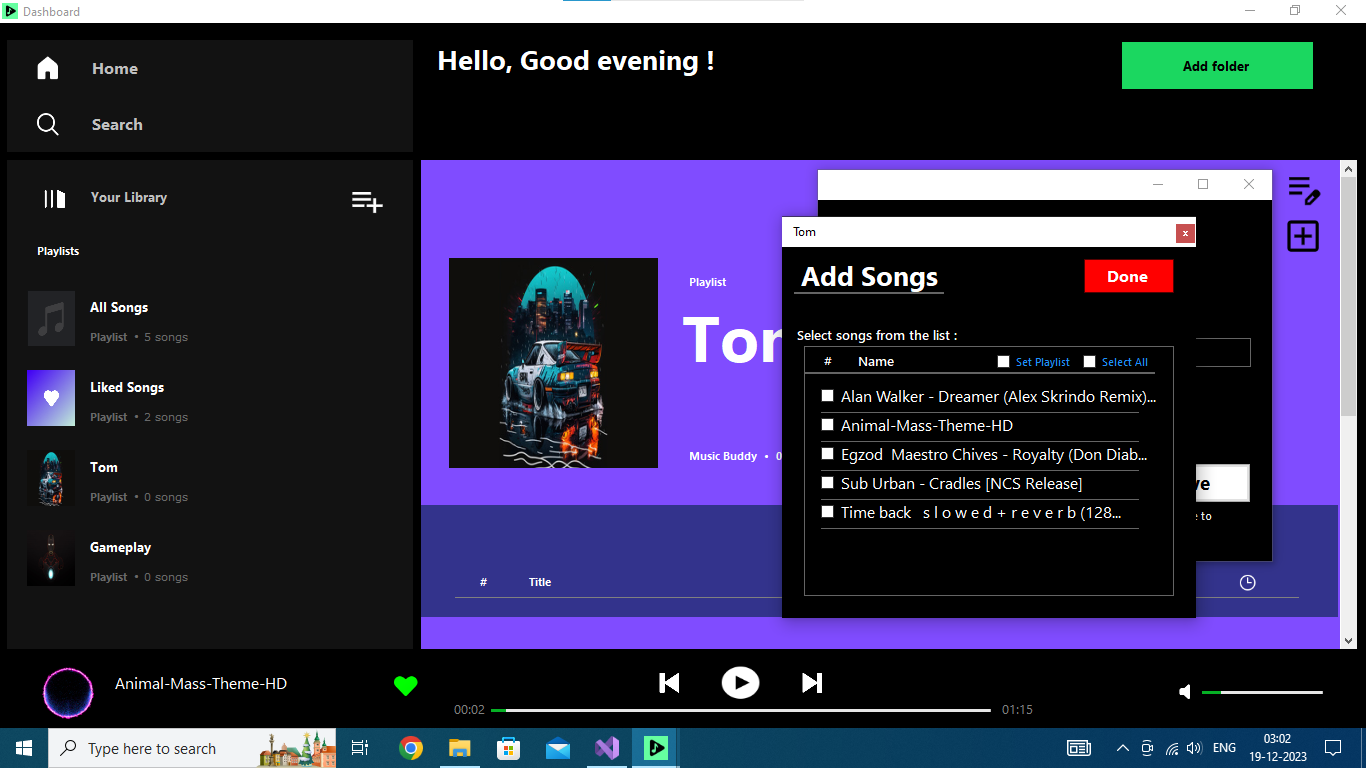 Dashboard
Home
Search
Hello, Good evening !
Add folder
Your Library
Playlists
All Songs
Playlist • 5 songs
Liked Songs
Playlist • 2 songs
Tom
Playlist • 0 songs
Gameplay
Playlist • 0 songs
Playlist
Music Buddy • 0
# Title
Tom
x
Add Songs
Done
Select songs from the list :
# Name Set Playlist Select All
Alan Walker - Dreamer (Alex Skrindo Remix)...
Animal-Mass-Theme-HD
Egzod Maestro Chives - Royalty (Don Diab...
Sub Urban - Cradles [NCS Release]
Time back s l o w e d + r e v e r b (128...
e to
Animal-Mass-Theme-HD
00:02
01:15
Type here to search
ENG
03:02
19-12-2023